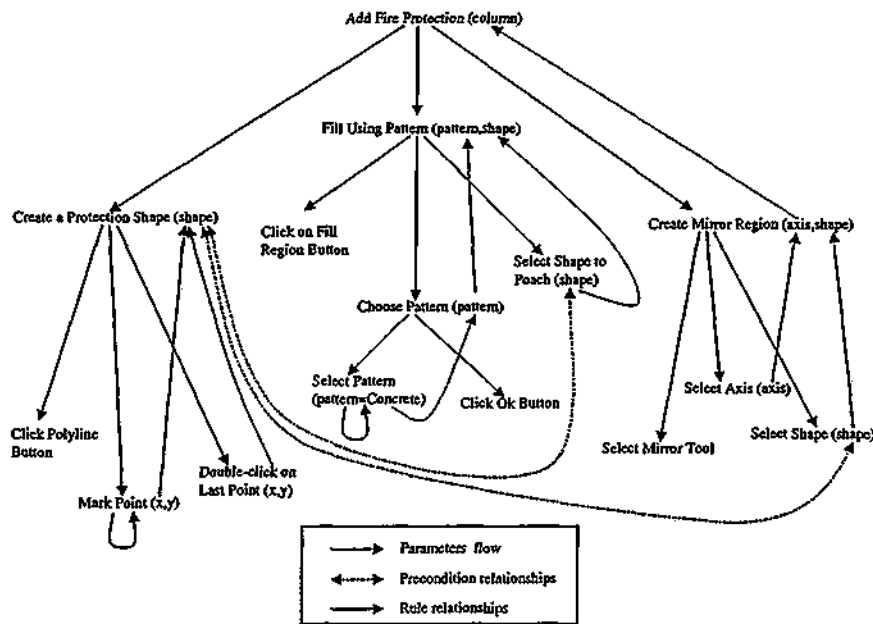 Add Fire Protection (column)
Fill Using Pattern (pattern,shape)
Create a Protection Shape (shape)
Click on Fill
Region Button
Create Mirror Region (axis,shape)
Select Shape to
Poach (shape)
Choose Pattern (pattern)
Select Pattern
(pattern=Concrete)
Click Ok Button
Select Axis (axis)
Click Polyline
Button
Select Mirror Tool
Select Shape (shape)
Double-click on
Last Point (x,y)
Mark Point (x,y)
Parameters flow
Precondition relationships
Rule relationships